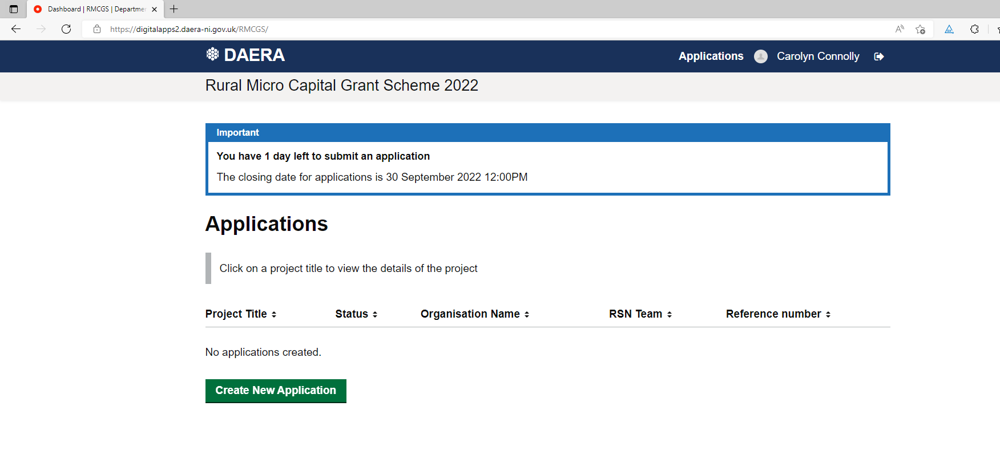 Dashboard | RMCGS | Departme
https://digitalapps2.daera-ni.gov.uk/RMCGS/
DAERA
Applications
Carolyn Connolly
Rural Micro Capital Grant Scheme 2022
Important
You have 1 day left to submit an application
The closing date for applications is 30 September 2022 12:00PM
Applications
Click on a project title to view the details of the project
Project Title Status Organisation Name RSN Team Reference number
No applications created.
Create New Application